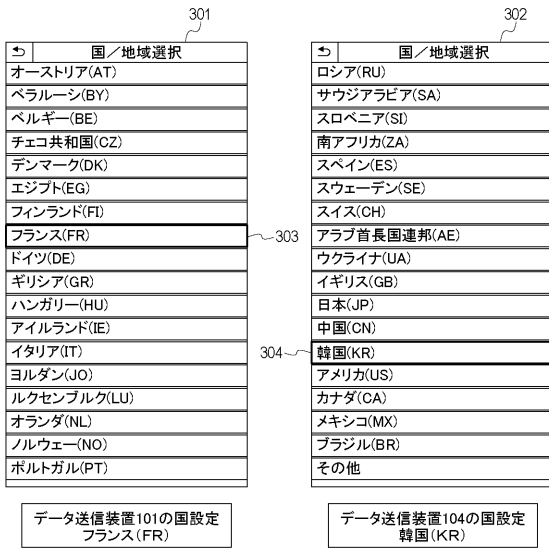 301
国／地域選択
オーストリア(AT)
ベラルーシ(BY)
ベルギー(BE)
チェコ共和国(CZ)
デンマーク(DK)
エジプト(EG)
フィンランド(FI)
フランス(FR)
303
ドイツ(DE)
ギリシア(GR)
ハンガリー(HU)
アイルランド(IE)
イタリア(IT)
ヨルダン(JO)
ルクセンブルク(LU)
オランダ(NL)
ノルウェー(NO)
ポルトガル(PT)
データ送信装置101の国設定
フランス(FR)
302
国／地域選択
ロシア(RU)
サウジアラビア(SA)
スロベニア(SI)
南アフリカ(ZA)
スペイン(ES)
スウェーデン(SE)
スイス(CH)
アラブ首長国連邦(AE)
ウクライナ(UA)
イギリス(GB)
日本(JP)
中国(CN)
304
韓国(KR)
アメリカ(US)
カナダ(CA)
メキシコ(MX)
ブラジル(BR)
その他
データ送信装置104の国設定
韓国(KR)